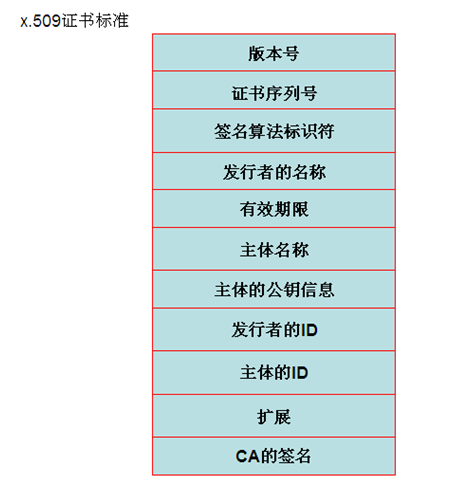 x.509证书标准
版本号
证书序列号
签名算法标识符
发行者的名称
有效期限
主体名称
主体的公钥信息
发行者的ID
主体的ID
扩展
CA的签名